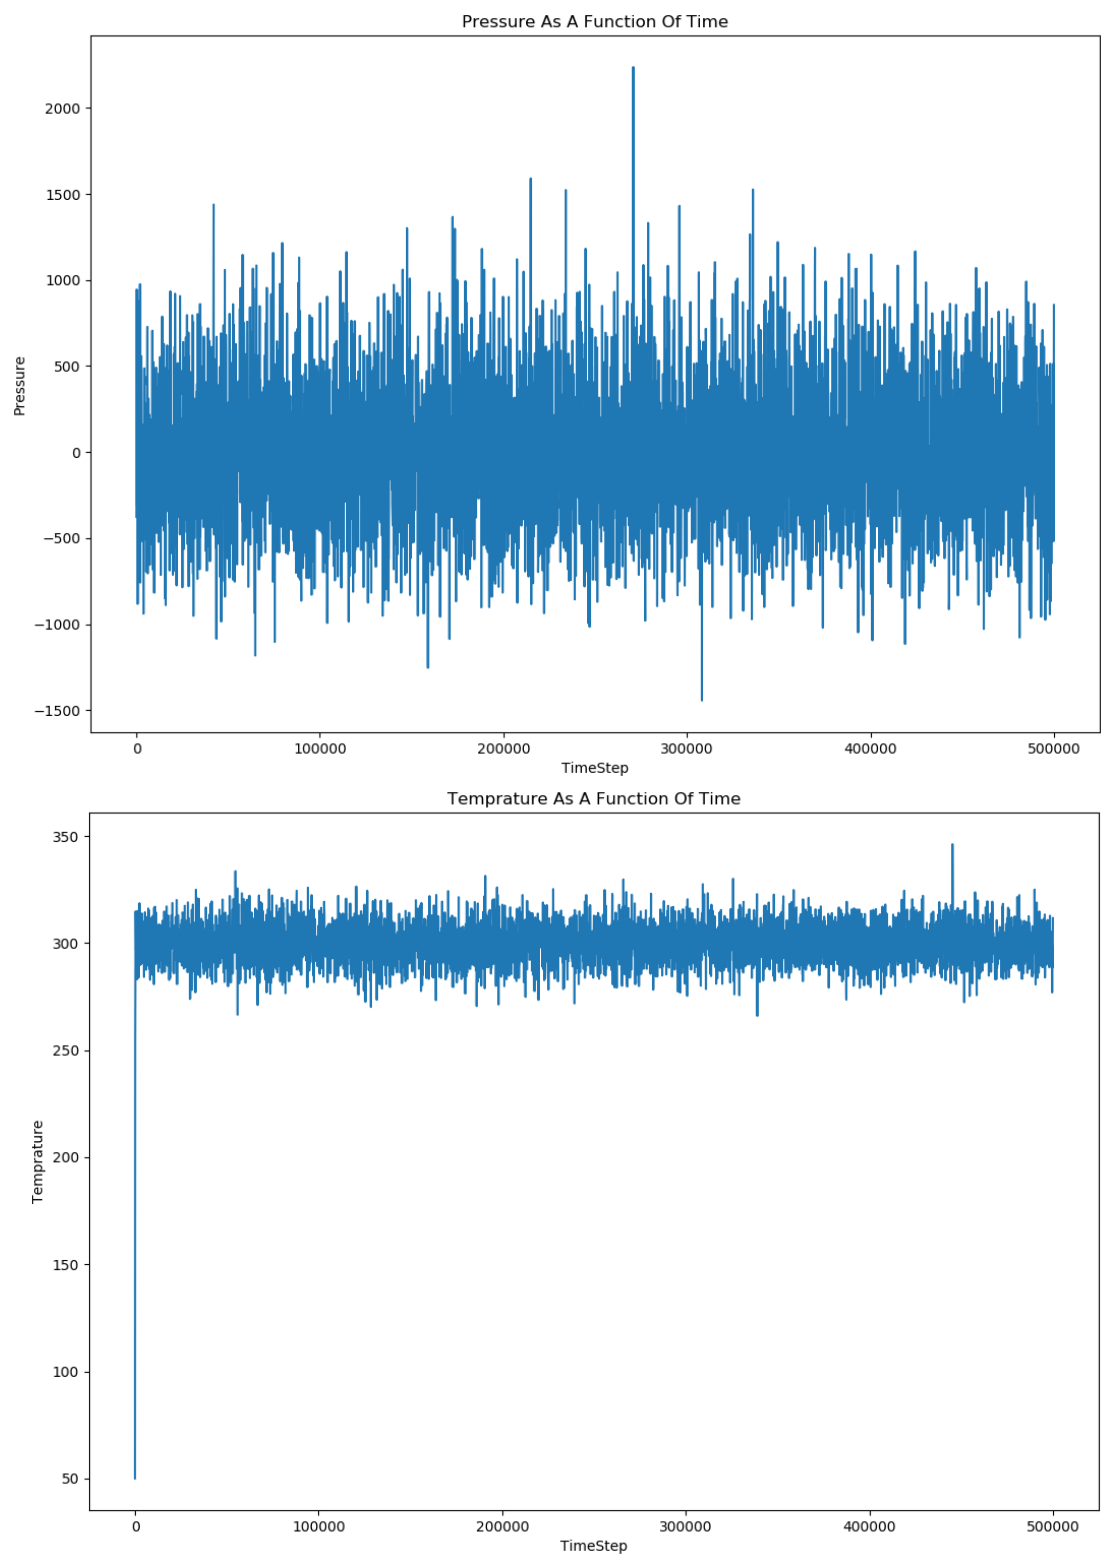 Pressure As A Function Of Time
2000
1500
1000
500
0
−500
−1000
−1500
Pressure
0 100000 200000 300000 400000 500000
TimeStep
Temprature As A Function Of Time
350
300
250
200
150
100
50
Temprature
0 100000 200000 300000 400000 500000
TimeStep